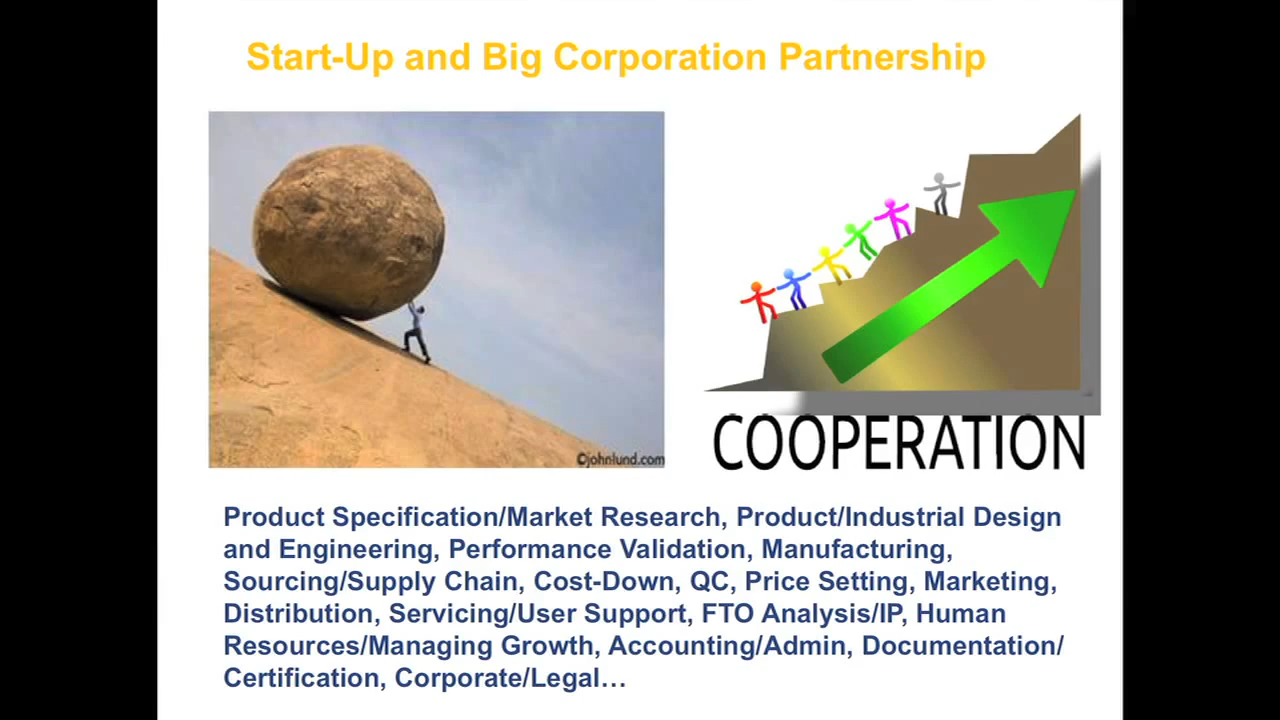 Start-Up and Big Corporation Partnership
©johnlund.com
COOPERATION
Product Specification/Market Research, Product/Industrial Design
and Engineering, Performance Validation, Manufacturing,
Sourcing/Supply Chain, Cost-Down, QC, Price Setting, Marketing,
Distribution, Servicing/User Support, FTO Analysis/IP, Human
Resources/Managing Growth, Accounting/Admin, Documentation/
Certification, Corporate/Legal…